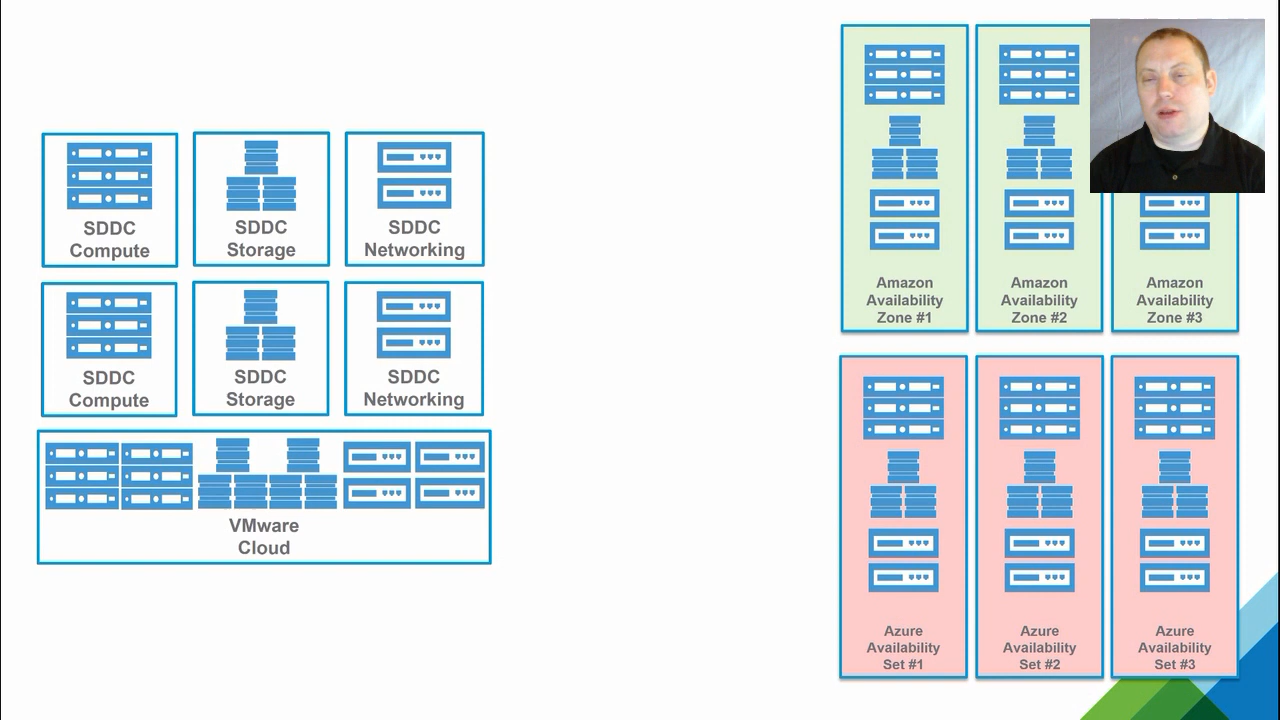 SDDC
Compute
SDDC
Storage
SDDC
Networking
SDDC
Compute
SDDC
Storage
SDDC
Networking
VMware
Cloud
Amazon
Availability
Zone #1
Amazon
Availability
Zone #2
Amazon
Availability
Zone #3
Azure
Availability
Set #1
Azure
Availability
Set #2
Azure
Availability
Set #3